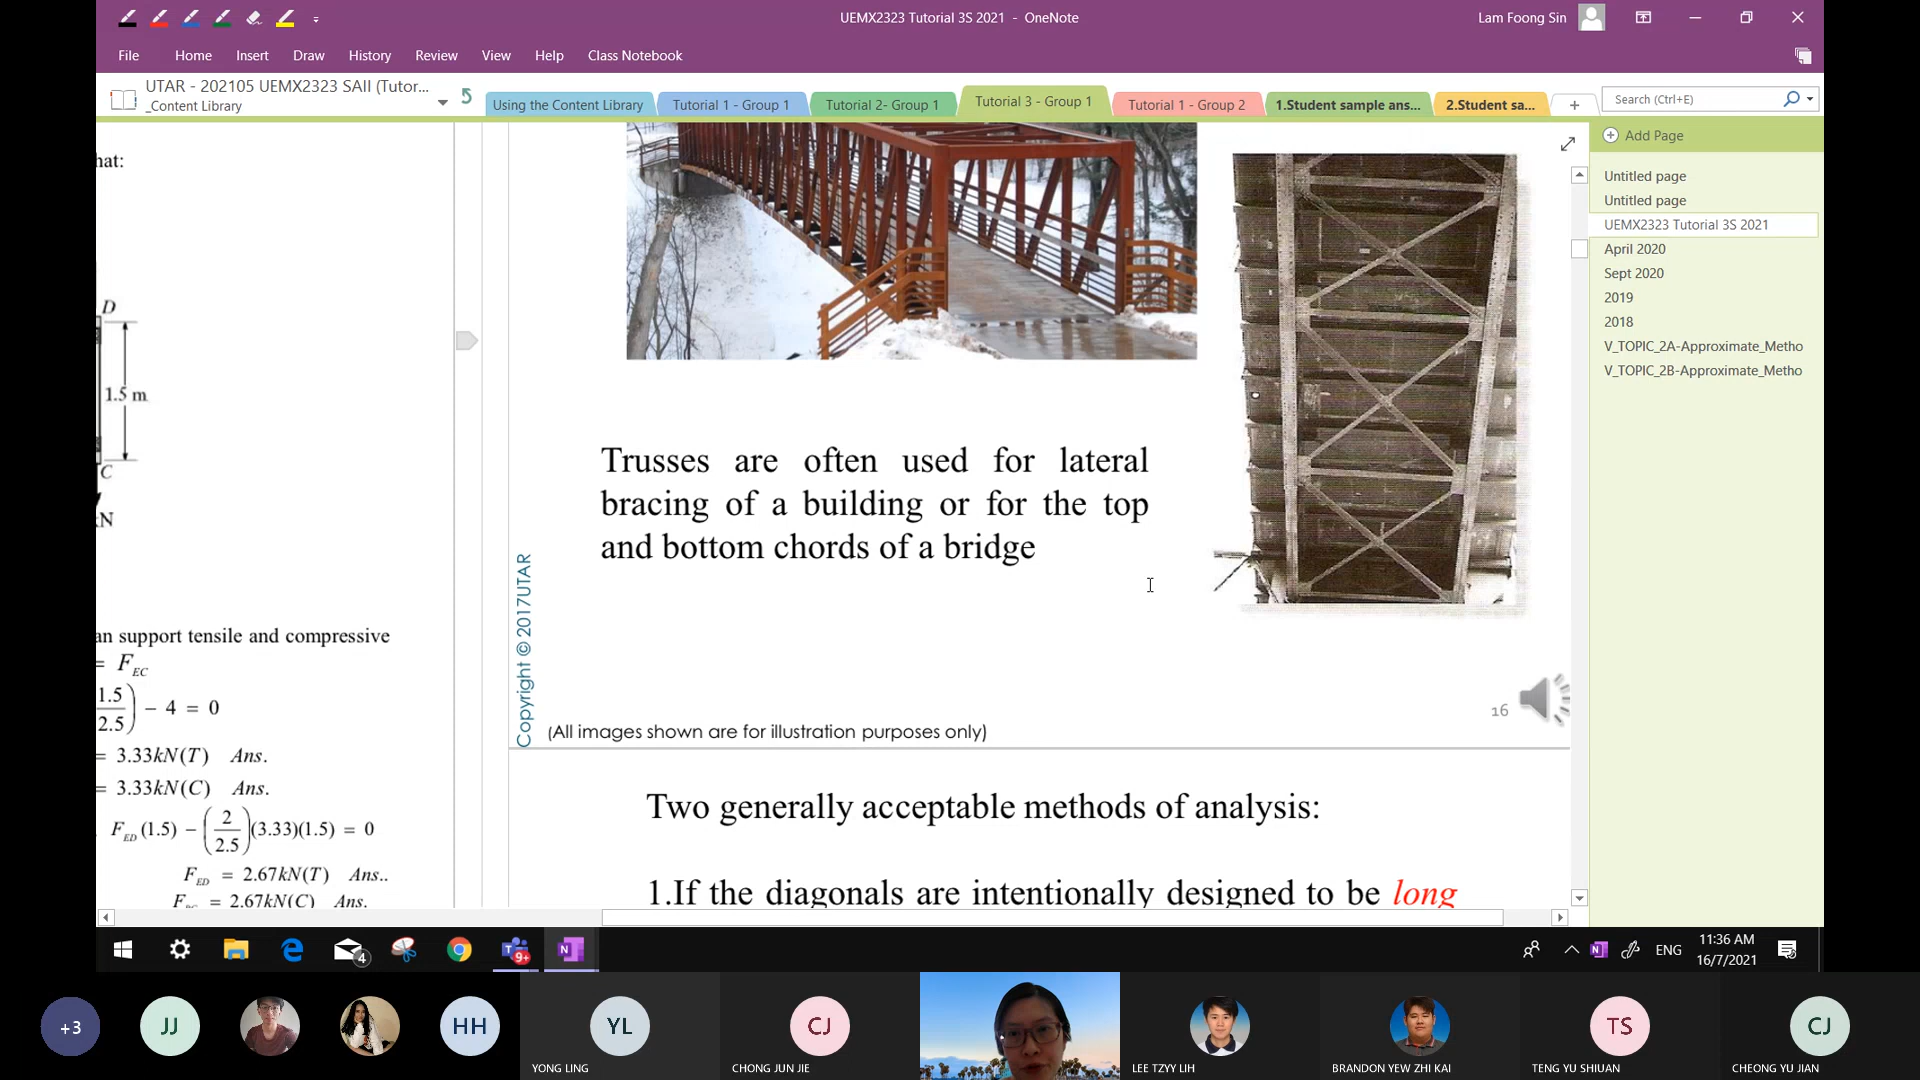 UEMX2323 Tutorial 3S 2021 - OneNote
Lam Foong Sin
File Home Insert Draw History Review View Help Class Notebook
UTAR - 202105 UEMX2323 SAII (Tutor...
_Content Library
Using the Content Library
Tutorial 1 - Group 1
Tutorial 2- Group 1
Tutorial 3 - Group 1
Tutorial 1 - Group 2
1.Student sample ans...
2.Student sa...
Search (Ctrl+E)
Add Page
Untitled page
Untitled page
UEMX2323 Tutorial 3S 2021
April 2020
Sept 2020
2019
2018
V_TOPIC_2A-Approximate_Metho
V_TOPIC_2B-Approximate_Metho
hat:
D
1.5 m
C
N
an support tensile and compressive
= F_EC
(1.5/2.5) − 4 = 0
= 3.33kN(T) Ans.
= 3.33kN(C) Ans.
F_ED (1.5) − (2/2.5)(3.33)(1.5) = 0
F_ED = 2.67kN(T) Ans..
= 2.67kN(C) Ans.
Trusses are often used for lateral
bracing of a building or for the top
and bottom chords of a bridge
Copyright © 2017UTAR
16
(All images shown are for illustration purposes only)
Two generally acceptable methods of analysis:
1.If the diagonals are intentionally designed to be long
4
9+
ENG
11:36 AM
16/7/2021
+3
JJ
HH
YL
YONG LING
CJ
CHONG JUN JIE
LEE TZYY LIH
BRANDON YEW ZHI KAI
TS
TENG YU SHIUAN
CJ
CHEONG YU JIAN